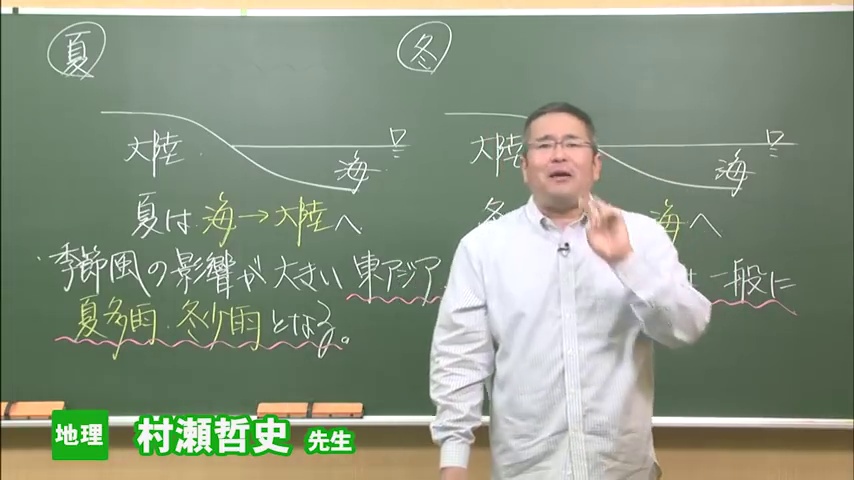 夏
冬
大陸 海
大陸 海
夏は 海→大陸へ
冬 海へ
季節風の影響が 大きい 東アジア は 一般に
夏多雨・冬少雨となる。
地理 村瀬哲史 先生